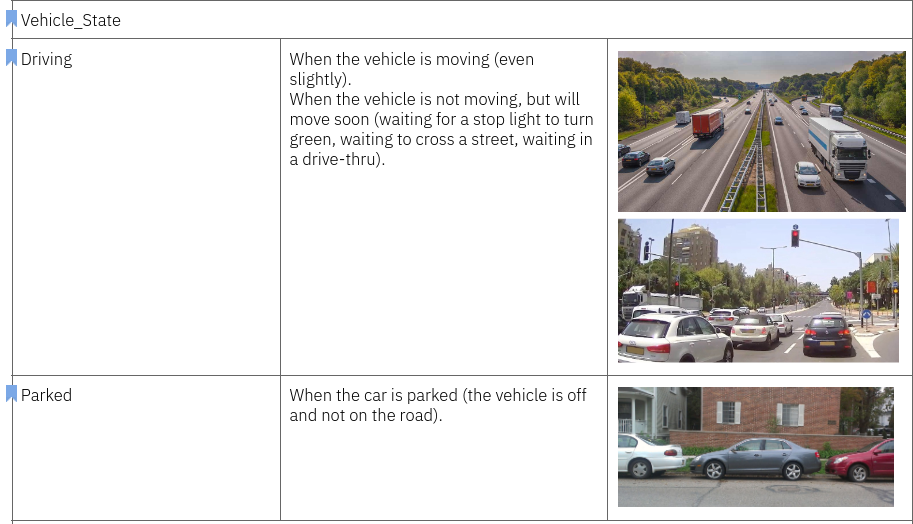 Vehicle_State
Driving
When the vehicle is moving (even
slightly).
When the vehicle is not moving, but will
move soon (waiting for a stop light to turn
green, waiting to cross a street, waiting in
a drive-thru).
Parked
When the car is parked (the vehicle is off
and not on the road).